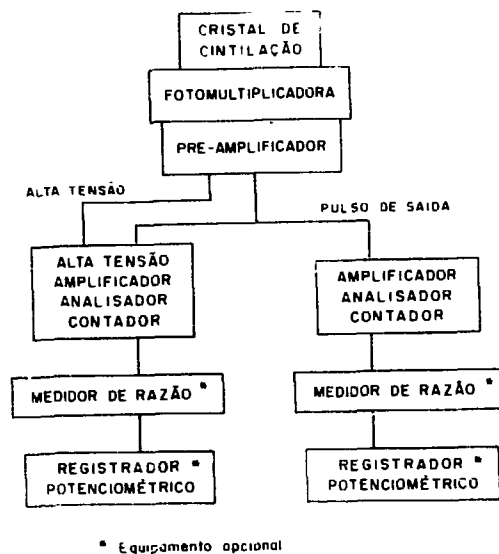 CRISTAL DE
CINTILAÇÃO
FOTOMULTIPLICADORA
PRE-AMPLIFICADOR
ALTA TENSÃO
PULSO DE SAIDA
ALTA TENSÃO
AMPLIFICADOR
ANALISADOR
CONTADOR
AMPLIFICADOR
ANALISADOR
CONTADOR
MEDIDOR DE RAZÃO *
MEDIDOR DE RAZÃO *
REGISTRADOR *
POTENCIOMÉTRICO
REGISTRADOR *
POTENCIOMÉTRICO
* Equipamento opcional